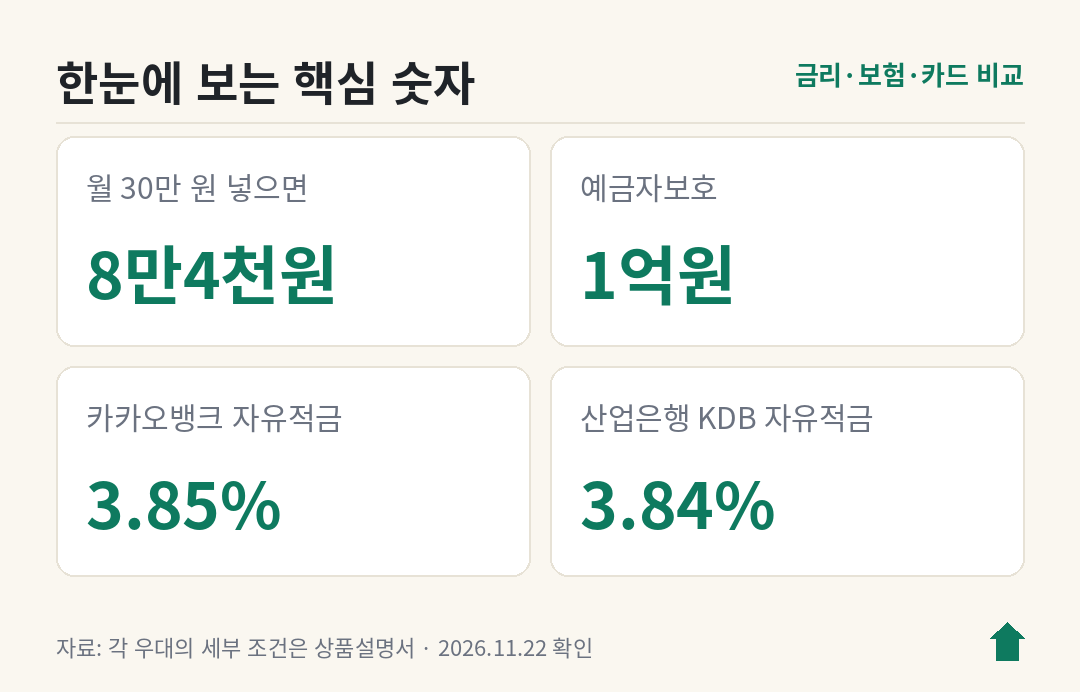 한눈에 보는 핵심 숫자
금리·보험·카드 비교
월 30만 원 넣으면
8만4천원
예금자보호
1억원
카카오뱅크 자유적금
3.85%
산업은행 KDB 자유적금
3.84%
자료: 각 우대의 세부 조건은 상품설명서 · 2026.11.22 확인